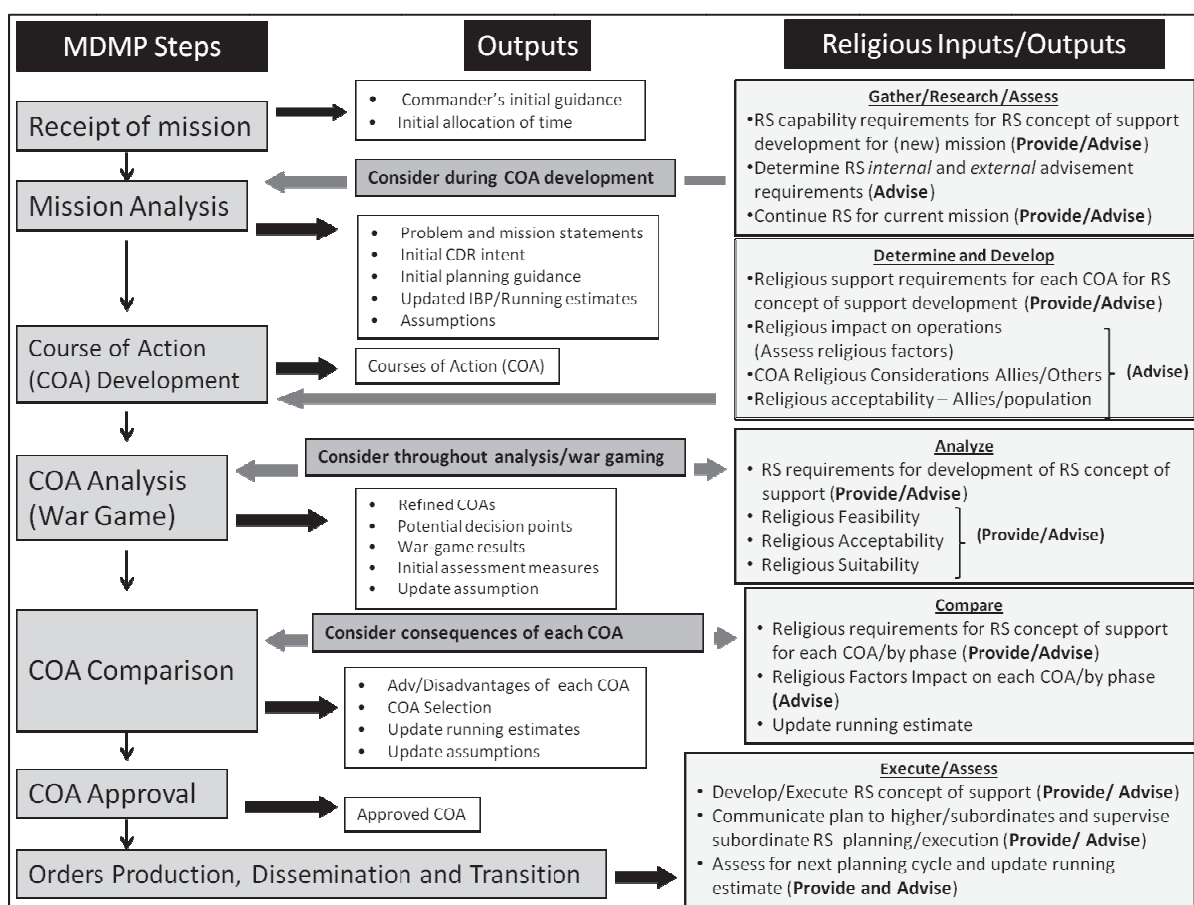 MDMP Steps
Outputs
Religious Inputs/Outputs
Receipt of mission
• Commander's initial guidance
• Initial allocation of time
Gather/Research/Assess
•RS capability requirements for RS concept of support
development for (new) mission (Provide/Advise)
•Determine RS internal and external advisement
requirements (Advise)
•Continue RS for current mission (Provide/Advise)
Consider during COA development
Mission Analysis
• Problem and mission statements
• Initial CDR intent
• Initial planning guidance
• Updated IBP/Running estimates
• Assumptions
Determine and Develop
•Religious support requirements for each COA for RS
concept of support development (Provide/Advise)
•Religious impact on operations
(Assess religious factors)
•COA Religious Considerations Allies/Others
•Religious acceptability – Allies/population
(Advise)
Course of Action
(COA) Development
Courses of Action (COA)
Consider throughout analysis/war gaming
COA Analysis
(War Game)
• Refined COAs
• Potential decision points
• War-game results
• Initial assessment measures
• Update assumption
Analyze
• RS requirements for development of RS concept of
support (Provide/Advise)
• Religious Feasibility
• Religious Acceptability
• Religious Suitability
(Provide/Advise)
Consider consequences of each COA
COA Comparison
• Adv/Disadvantages of each COA
• COA Selection
• Update running estimates
• Update assumptions
Compare
• Religious requirements for RS concept of support
for each COA/by phase (Provide/Advise)
• Religious Factors Impact on each COA/by phase
(Advise)
• Update running estimate
COA Approval
Approved COA
Execute/Assess
• Develop/Execute RS concept of support (Provide/ Advise)
• Communicate plan to higher/subordinates and supervise
subordinate RS planning/execution (Provide/ Advise)
• Assess for next planning cycle and update running
estimate (Provide and Advise)
Orders Production, Dissemination and Transition